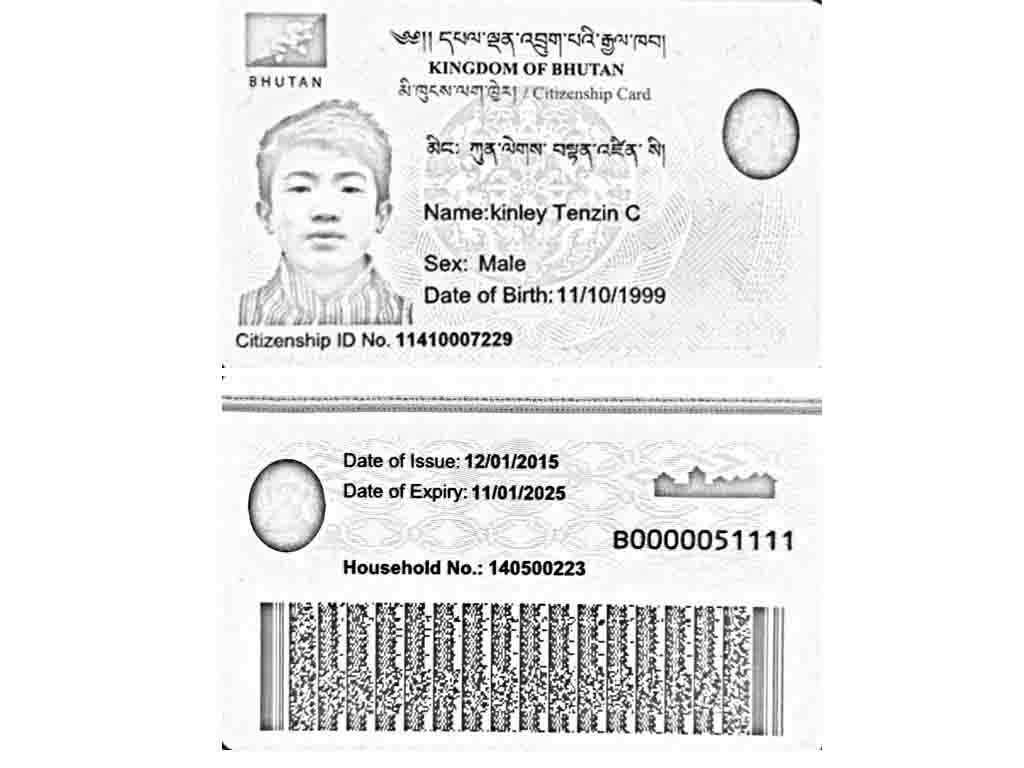 ༄༅།། དཔལ་ལྡན་འབྲུག་པའི་རྒྱལ་ཁབ།
BHUTAN
KINGDOM OF BHUTAN
མི་ཁུངས་ལག་ཁྱེར། / Citizenship Card
མིང: ཀུན་ལེགས་ བསྟན་འཛིན་ སི།
Name:kinley Tenzin C
Sex: Male
Date of Birth:11/10/1999
Citizenship ID No. 11410007229
Date of Issue: 12/01/2015
Date of Expiry: 11/01/2025
B0000051111
Household No.: 140500223